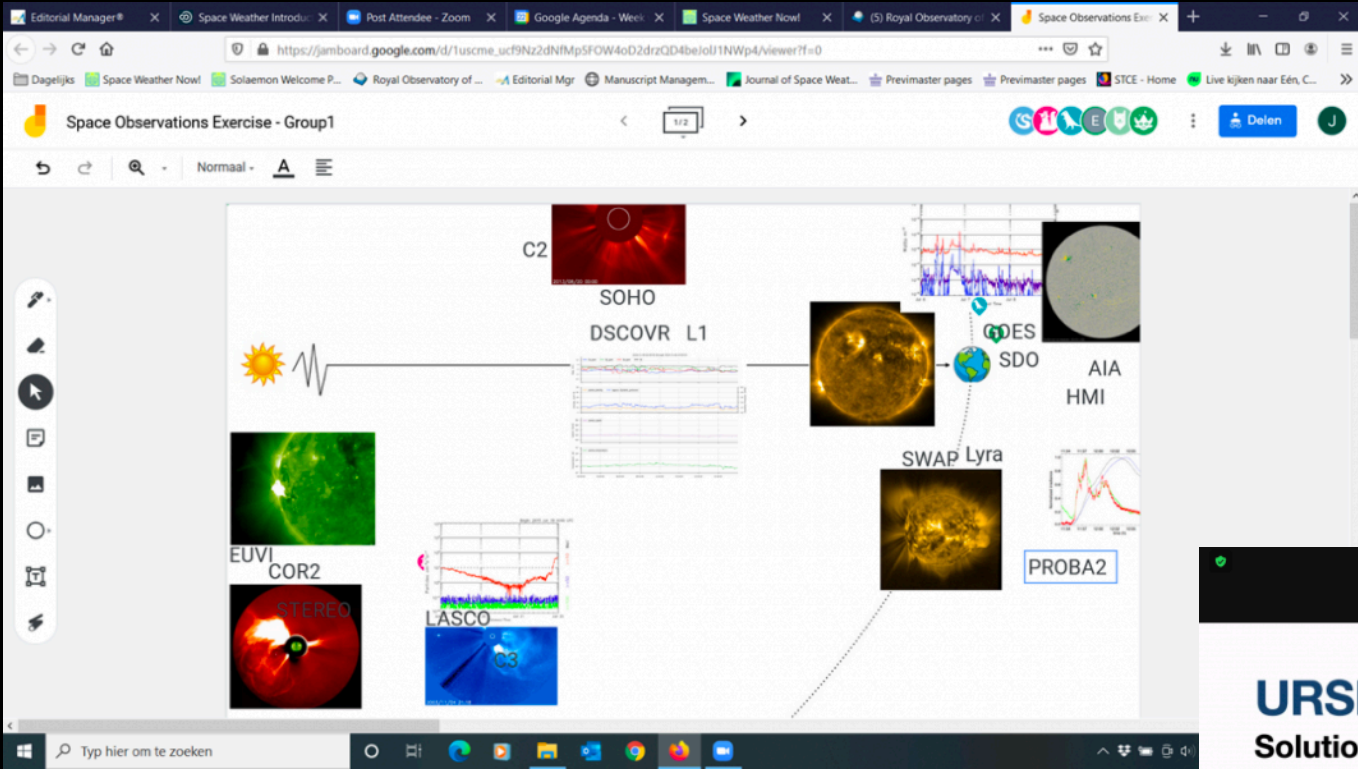 Editorial Manager®
Space Weather Introduc
Post Attendee - Zoom
Google Agenda - Week
Space Weather Now!
(5) Royal Observatory of
Space Observations Exer
https://jamboard.google.com/d/1uscme_ucf9Nz2dNfMpSFOW4oD2drzQD4beJolJ1NWp4/viewer?f=0
Dagelijks
Space Weather Now!
Solaemon Welcome P...
Royal Observatory of ...
Editorial Mgr
Manuscript Managem...
Journal of Space Weat...
Previmaster pages
Previmaster pages
STCE - Home
Live kijken naar Eén, C...
Space Observations Exercise - Group1
1/2
E
Delen
J
Normaal
A
C2
SOHO
DSCOVR L1
GOES
SDO
AIA
HMI
SWAP
Lyra
PROBA2
EUVI
COR2
STEREO
LASCO
C3
Typ hier om te zoeken
URSI
Solutio